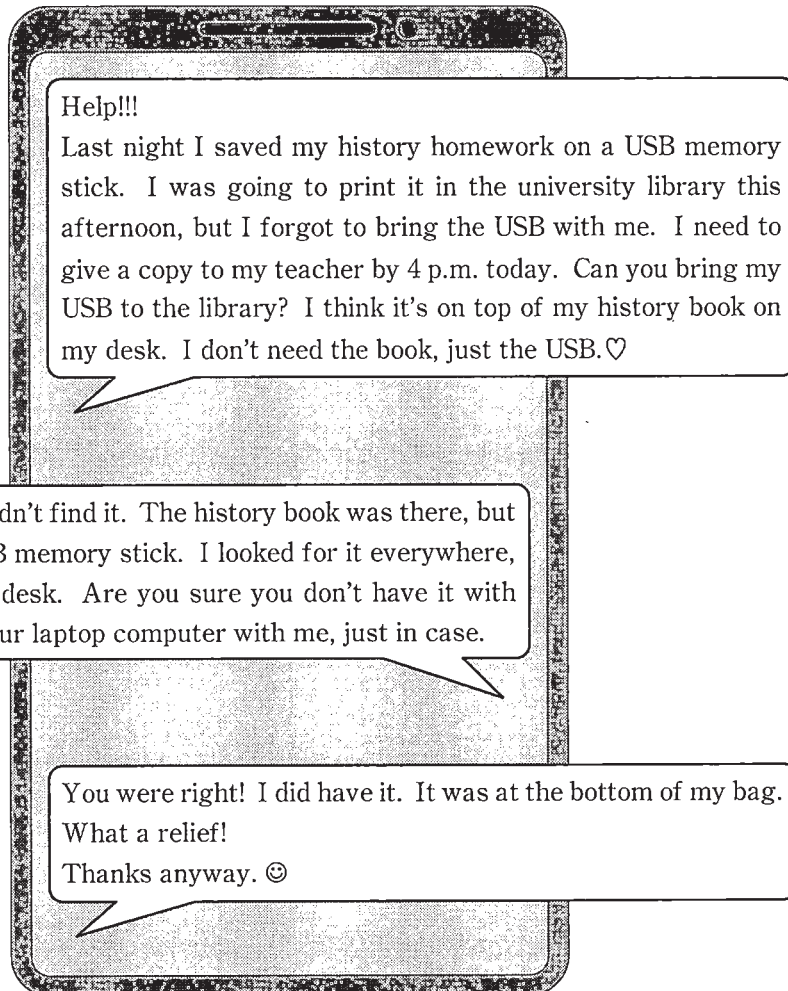 Help!!!
Last night I saved my history homework on a USB memory
stick. I was going to print it in the university library this
afternoon, but I forgot to bring the USB with me. I need to
give a copy to my teacher by 4 p.m. today. Can you bring my
USB to the library? I think it's on top of my history book on
my desk. I don't need the book, just the USB.♡
find it. The history book was there, but
memory stick. I looked for it everywhere,
desk. Are you sure you don't have it with
laptop computer with me, just in case.
You were right! I did have it. It was at the bottom of my bag.
What a relief!
Thanks anyway. ☺